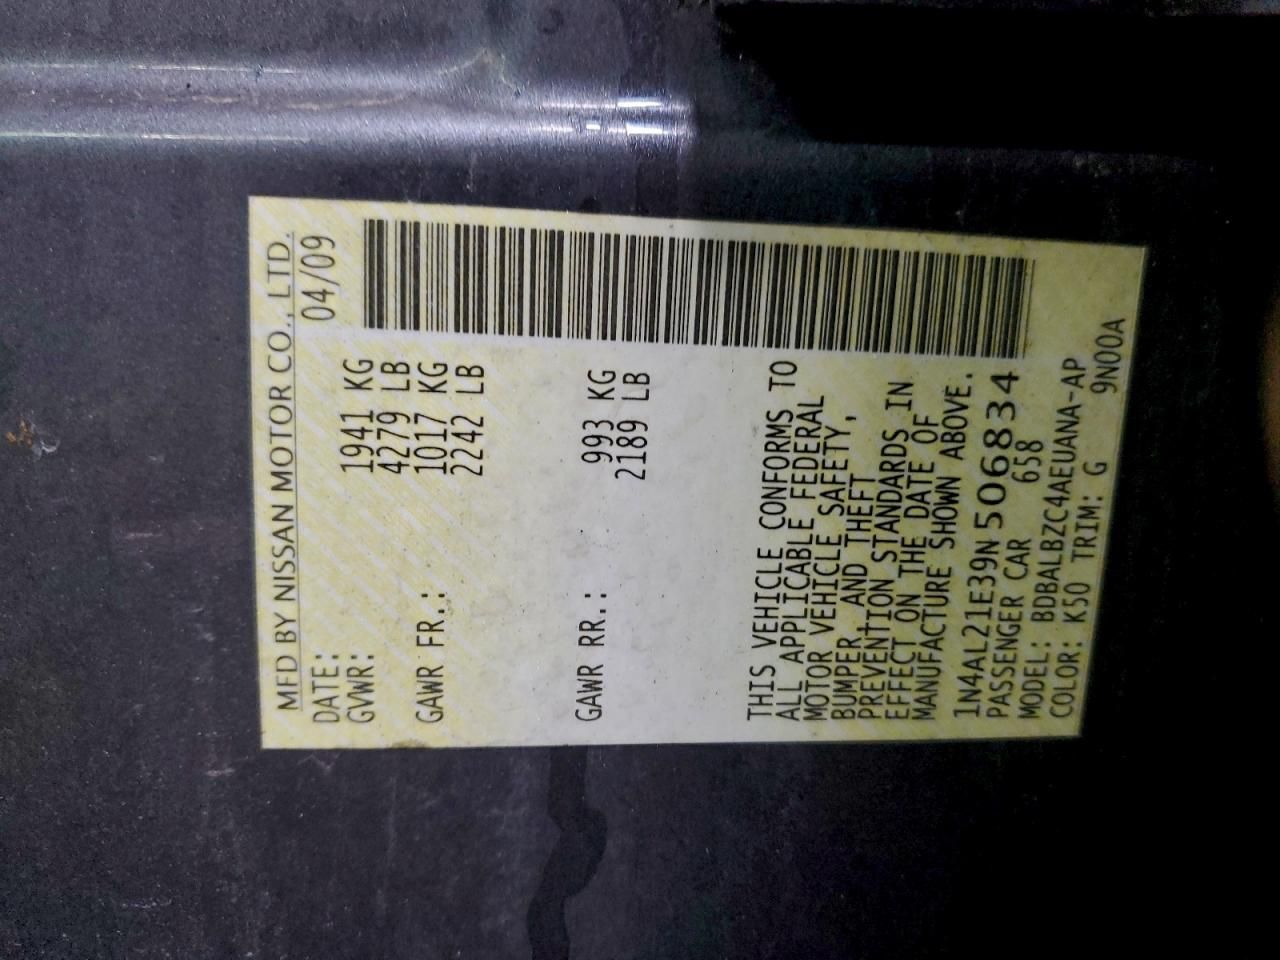 MFD BY NISSAN MOTOR CO., LTD.
DATE: 04/09
GVWR: 1941 KG
4279 LB
GAWR FR.: 1017 KG
2242 LB
GAWR RR.: 993 KG
2189 LB
THIS VEHICLE CONFORMS TO
ALL APPLICABLE FEDERAL
MOTOR VEHICLE SAFETY,
BUMPER AND THEFT
PREVENTION STANDARDS IN
EFFECT ON THE DATE OF
MANUFACTURE SHOWN ABOVE.
1N4AL21E39N506834
PASSENGER CAR 658
MODEL: BDBALBZC4AEUANA-AP
COLOR: K50 TRIM: G 9N00A